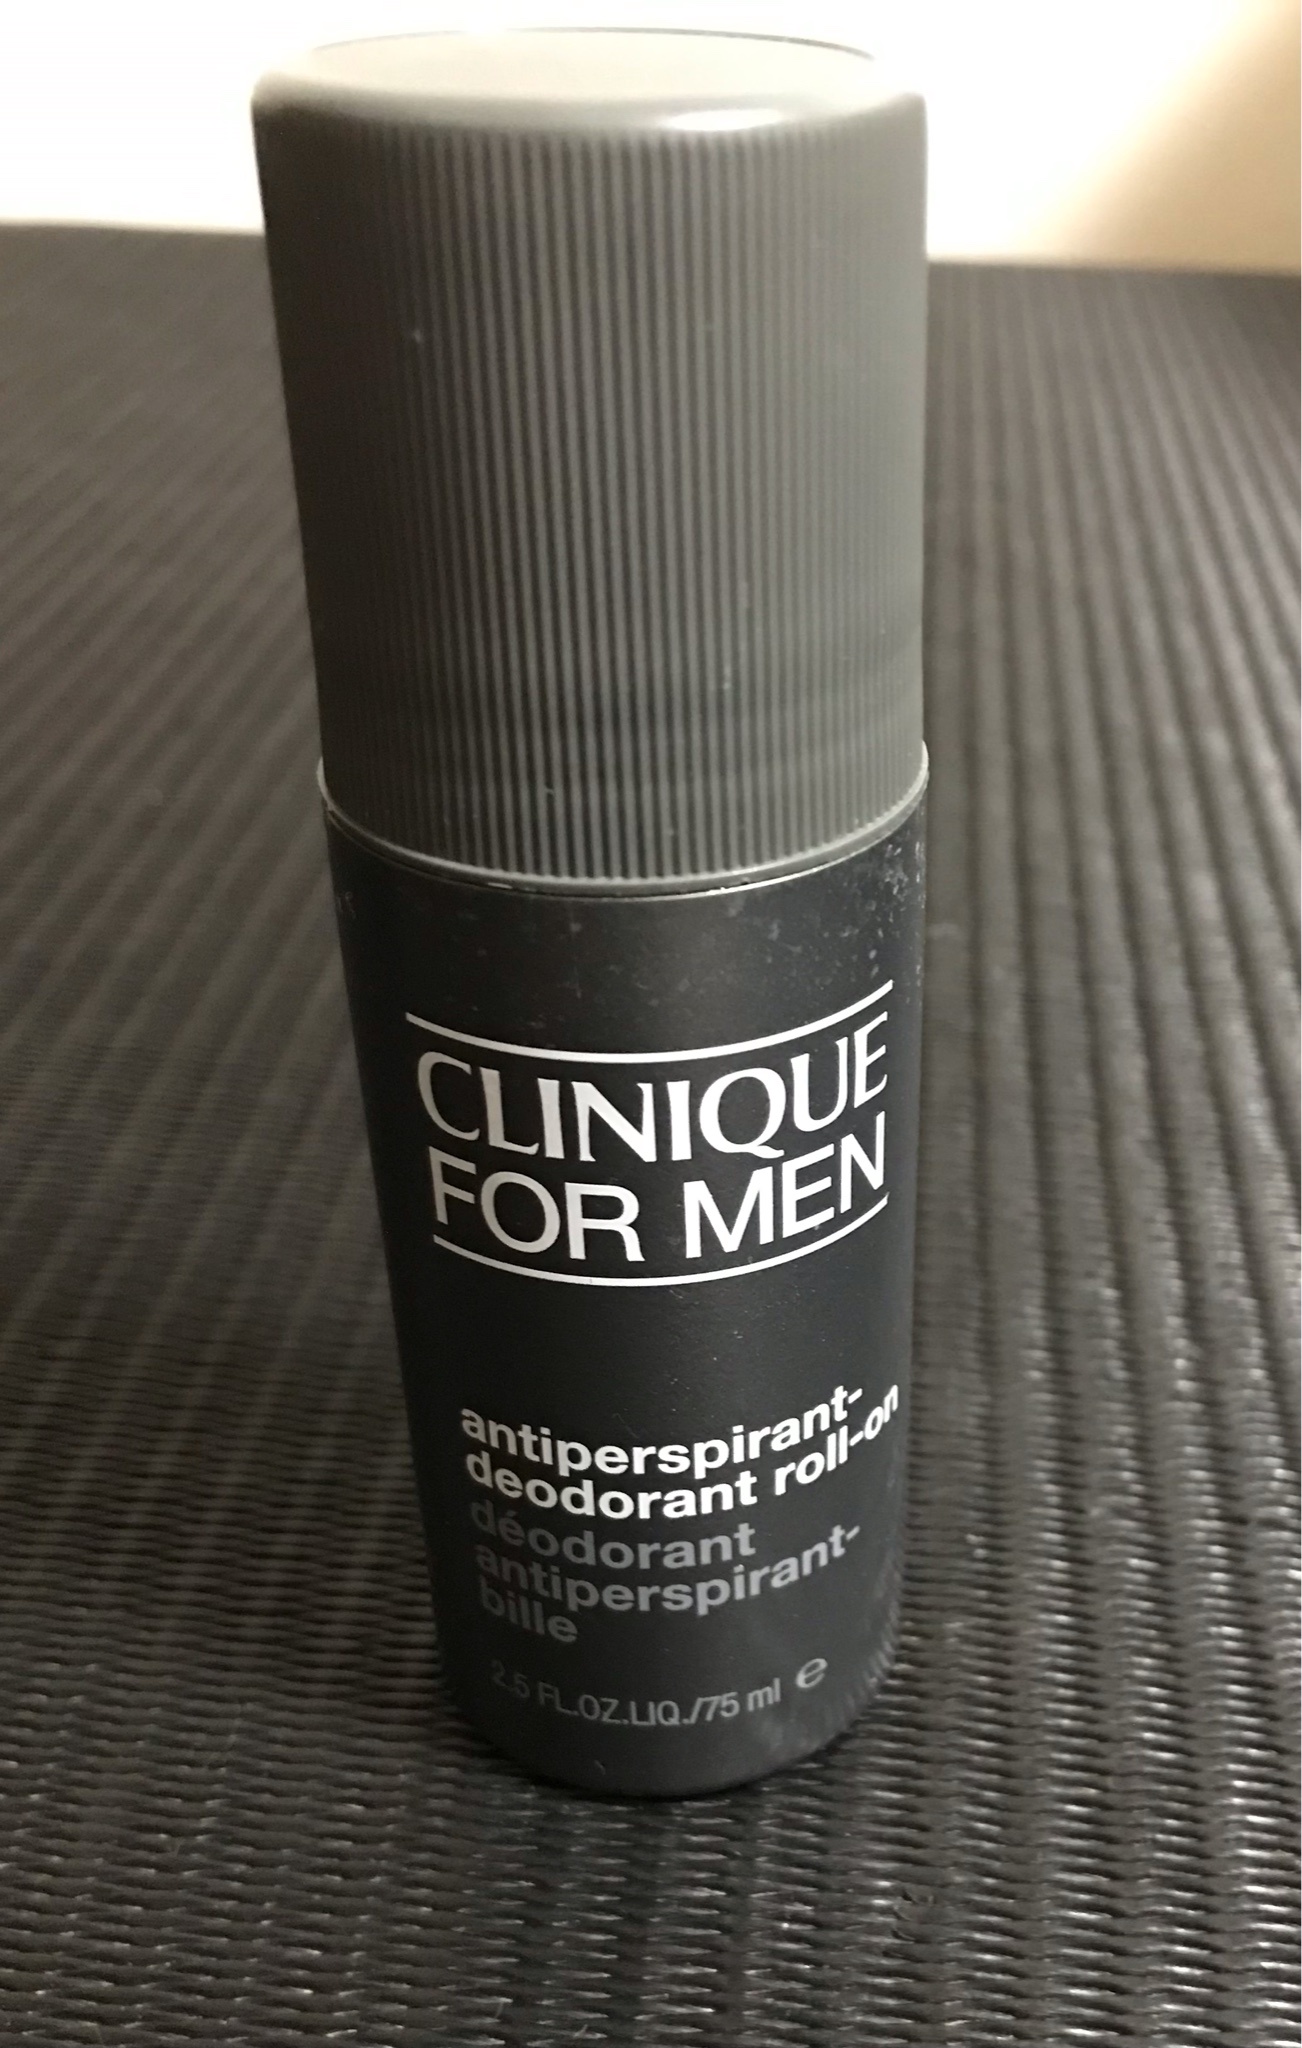 CLINIQUE
FOR MEN
antiperspirant-
deodorant roll-on
déodorant
antiperspirant-
bille
2.5 FL.OZ.LIQ./75 ml ℮